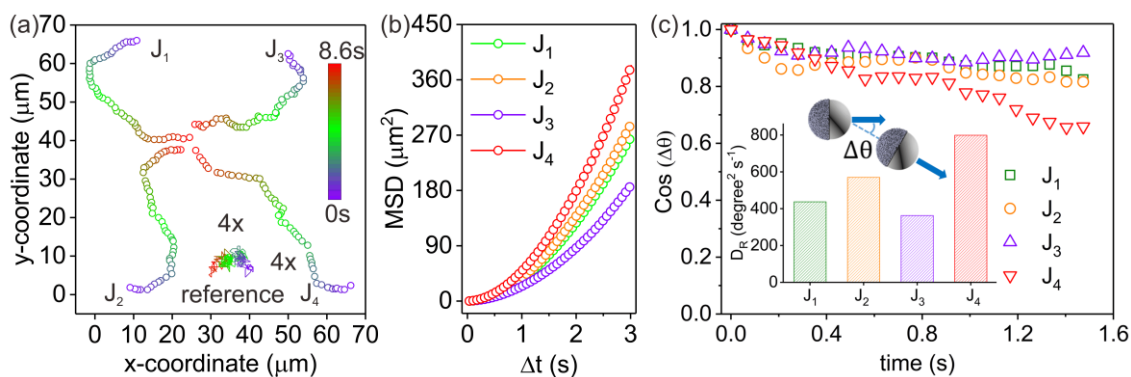 (a)
70
60
50
40
30
20
10
0
y-coordinate (μm)
J1
J3
8.6s
0s
4x
4x
reference
J2
J4
0 10 20 30 40 50 60 70
x-coordinate (μm)
(b)
450
360
270
180
90
0
MSD (μm²)
J1
J2
J3
J4
0 1 2 3
Δt (s)
(c)
1.0
0.8
0.6
0.4
0.2
0.0
Cos (Δθ)
Δθ
800
600
400
200
0
D_R (degree² s⁻¹)
J1 J2 J3 J4
J1
J2
J3
J4
0.0 0.4 0.8 1.2 1.6
time (s)